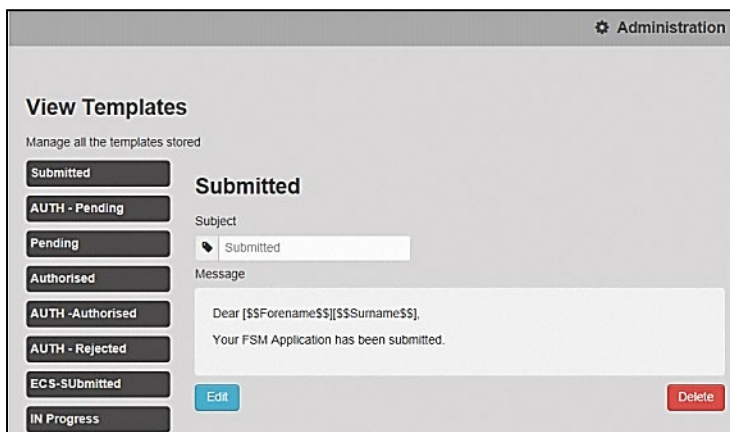 Administration
View Templates
Manage all the templates stored
Submitted
AUTH - Pending
Pending
Authorised
AUTH -Authorised
AUTH - Rejected
ECS-SUbmitted
IN Progress
Submitted
Subject
Submitted
Message
Dear [$$Forename$$][$$Surname$$],
Your FSM Application has been submitted.
Edit
Delete